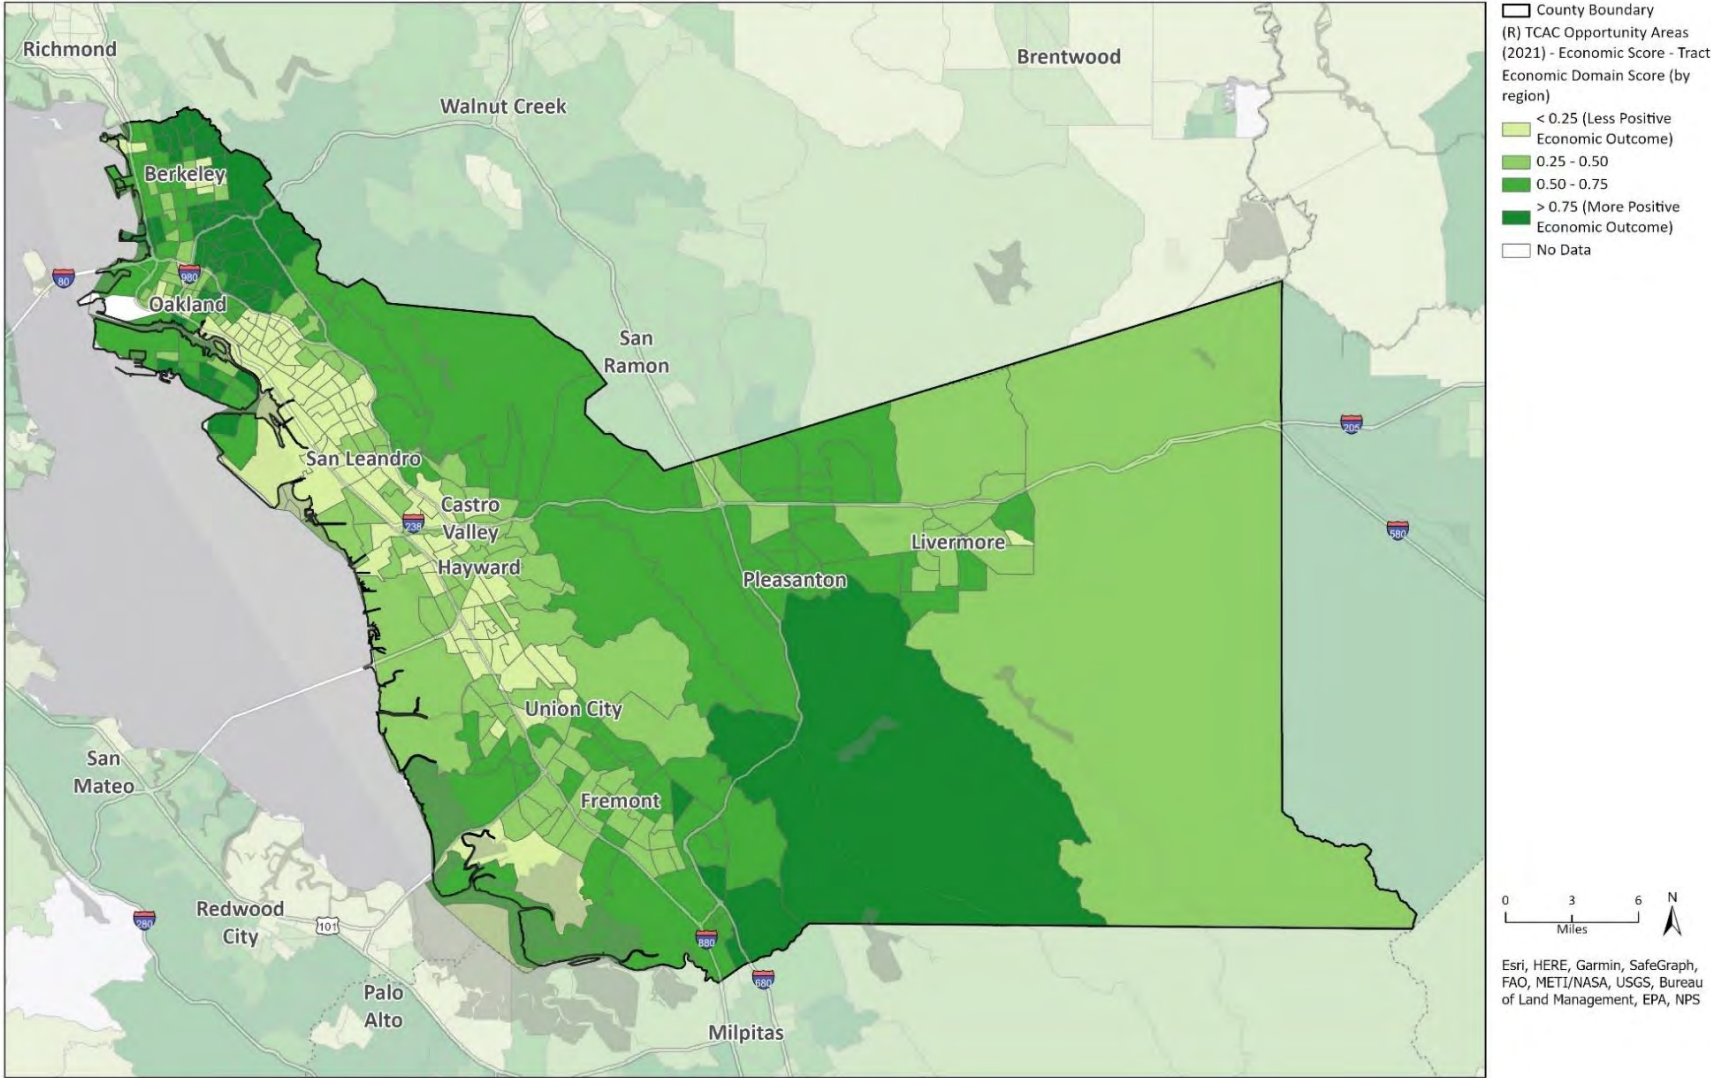 Richmond
Brentwood
Walnut Creek
Berkeley
80
980
Oakland
San
Ramon
205
San Leandro
Castro
Valley
238
580
Livermore
Hayward
Pleasanton
Union City
San
Mateo
Fremont
Redwood
City
280
101
880
680
Palo
Alto
Milpitas
County Boundary
(R) TCAC Opportunity Areas
(2021) - Economic Score - Tract
Economic Domain Score (by
region)
< 0.25 (Less Positive
Economic Outcome)
0.25 - 0.50
0.50 - 0.75
> 0.75 (More Positive
Economic Outcome)
No Data
0 3 6
Miles
N
Esri, HERE, Garmin, SafeGraph,
FAO, METI/NASA, USGS, Bureau
of Land Management, EPA, NPS